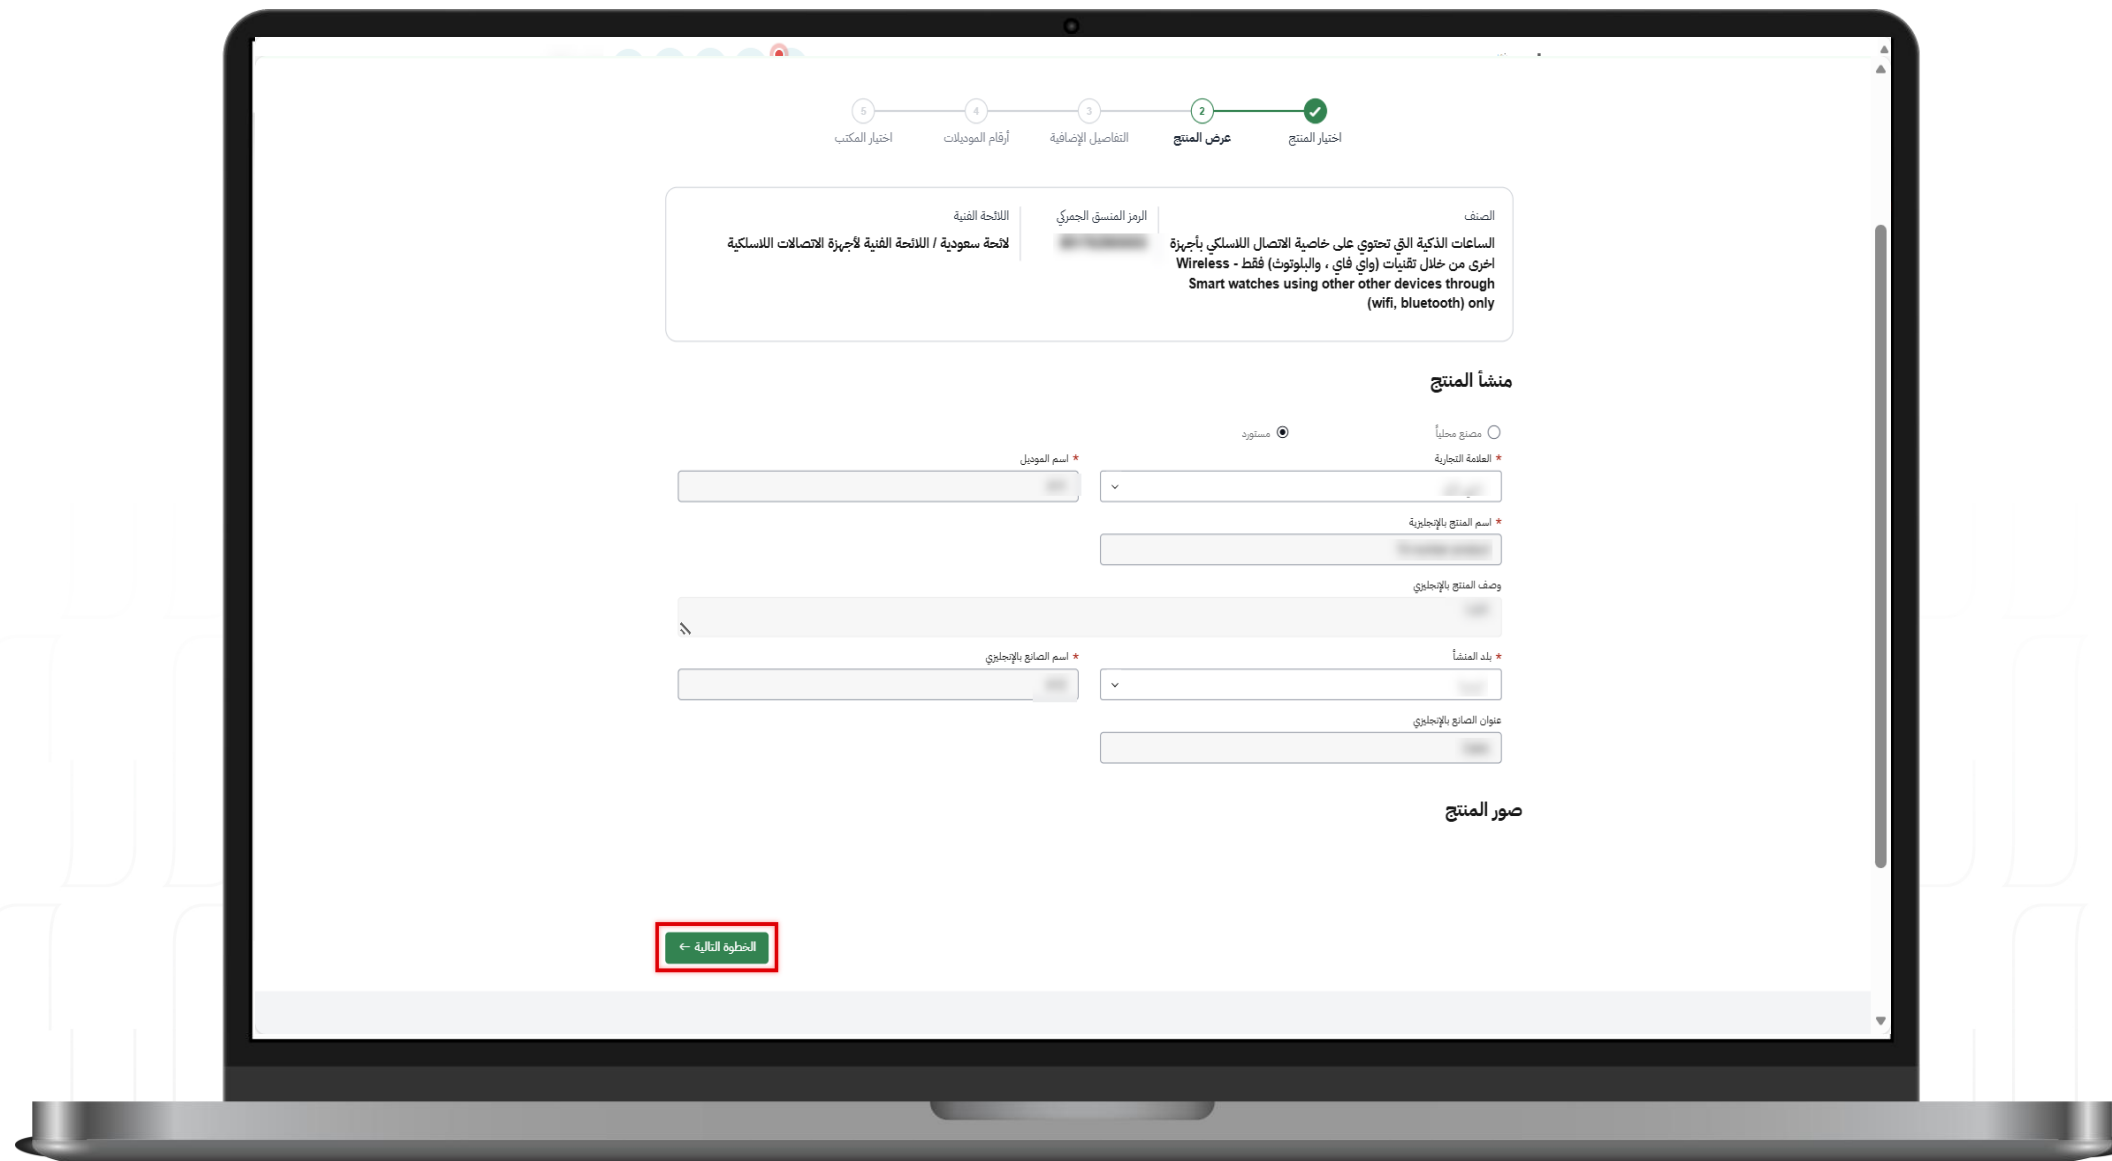 اختيار المنتج
2
عرض المنتج
3
التفاصيل الإضافية
4
أرقام الموديلات
5
اختيار المكتب
الصنف
الساعات الذكية التي تحتوي على خاصية الاتصال اللاسلكي بأجهزة
اخرى من خلال تقنيات (واي فاي ، والبلوتوث) فقط - Wireless
Smart watches using other other devices through
(wifi, bluetooth) only
الرمز المنسق الجمركي
اللائحة الفنية
لائحة سعودية / اللائحة الفنية لأجهزة الاتصالات اللاسلكية
منشأ المنتج
مصنع محلياً
مستورد
* العلامة التجارية
* اسم الموديل
* اسم المنتج بالإنجليزية
وصف المنتج بالإنجليزي
* بلد المنشأ
* اسم الصانع بالإنجليزي
عنوان الصانع بالإنجليزي
صور المنتج
الخطوة التالية ←